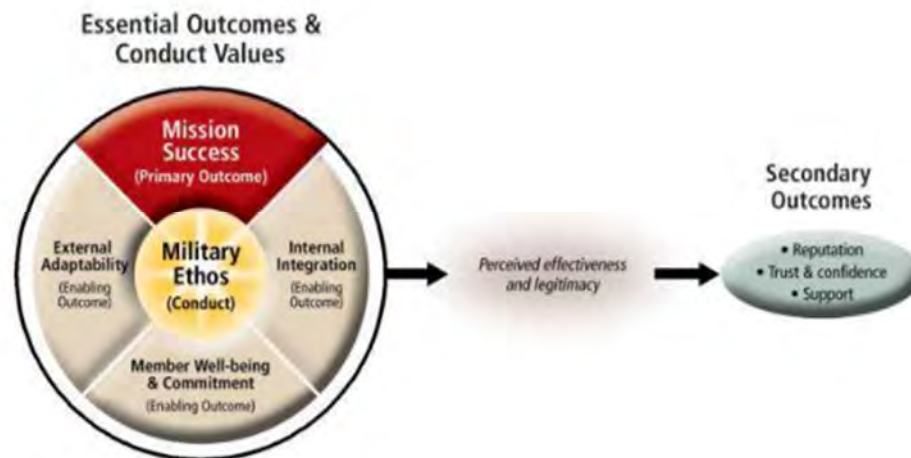 Essential Outcomes &
Conduct Values
Mission
Success
(Primary Outcome)
External
Adaptability
(Enabling
Outcome)
Military
Ethos
(Conduct)
Internal
Integration
(Enabling
Outcome)
Member Well-being
& Commitment
(Enabling Outcome)
Perceived effectiveness
and legitimacy
Secondary
Outcomes
• Reputation
• Trust & confidence
• Support